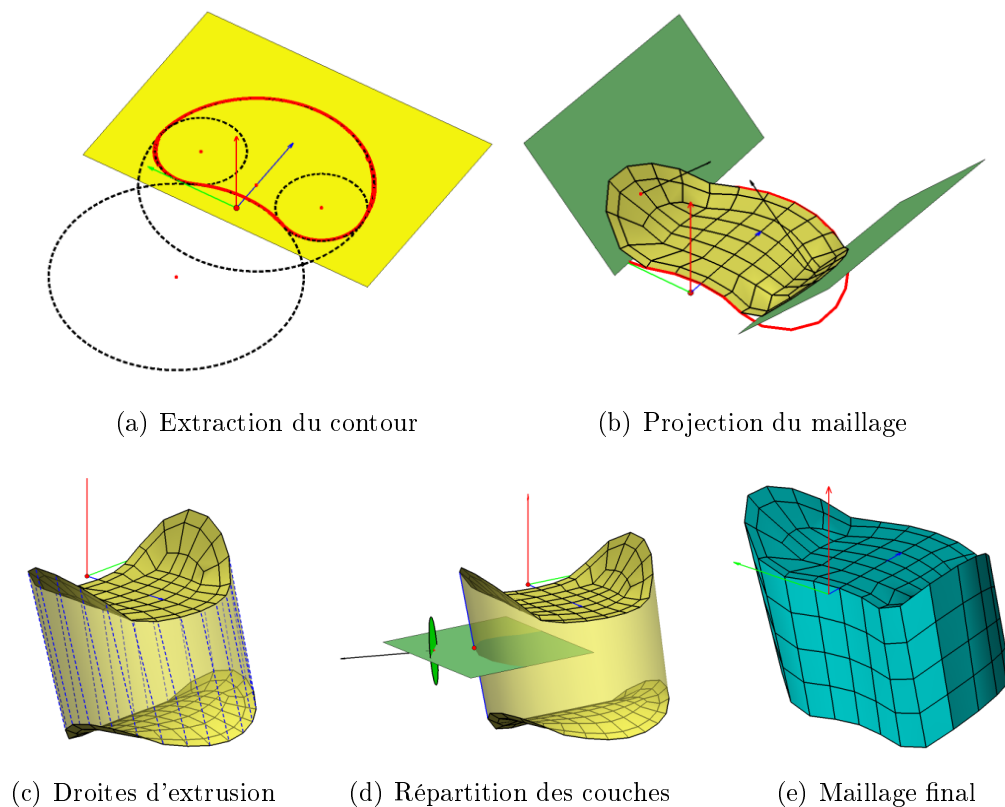 (a) Extraction du contour
(b) Projection du maillage
(c) Droites d'extrusion
(d) Répartition des couches
(e) Maillage final